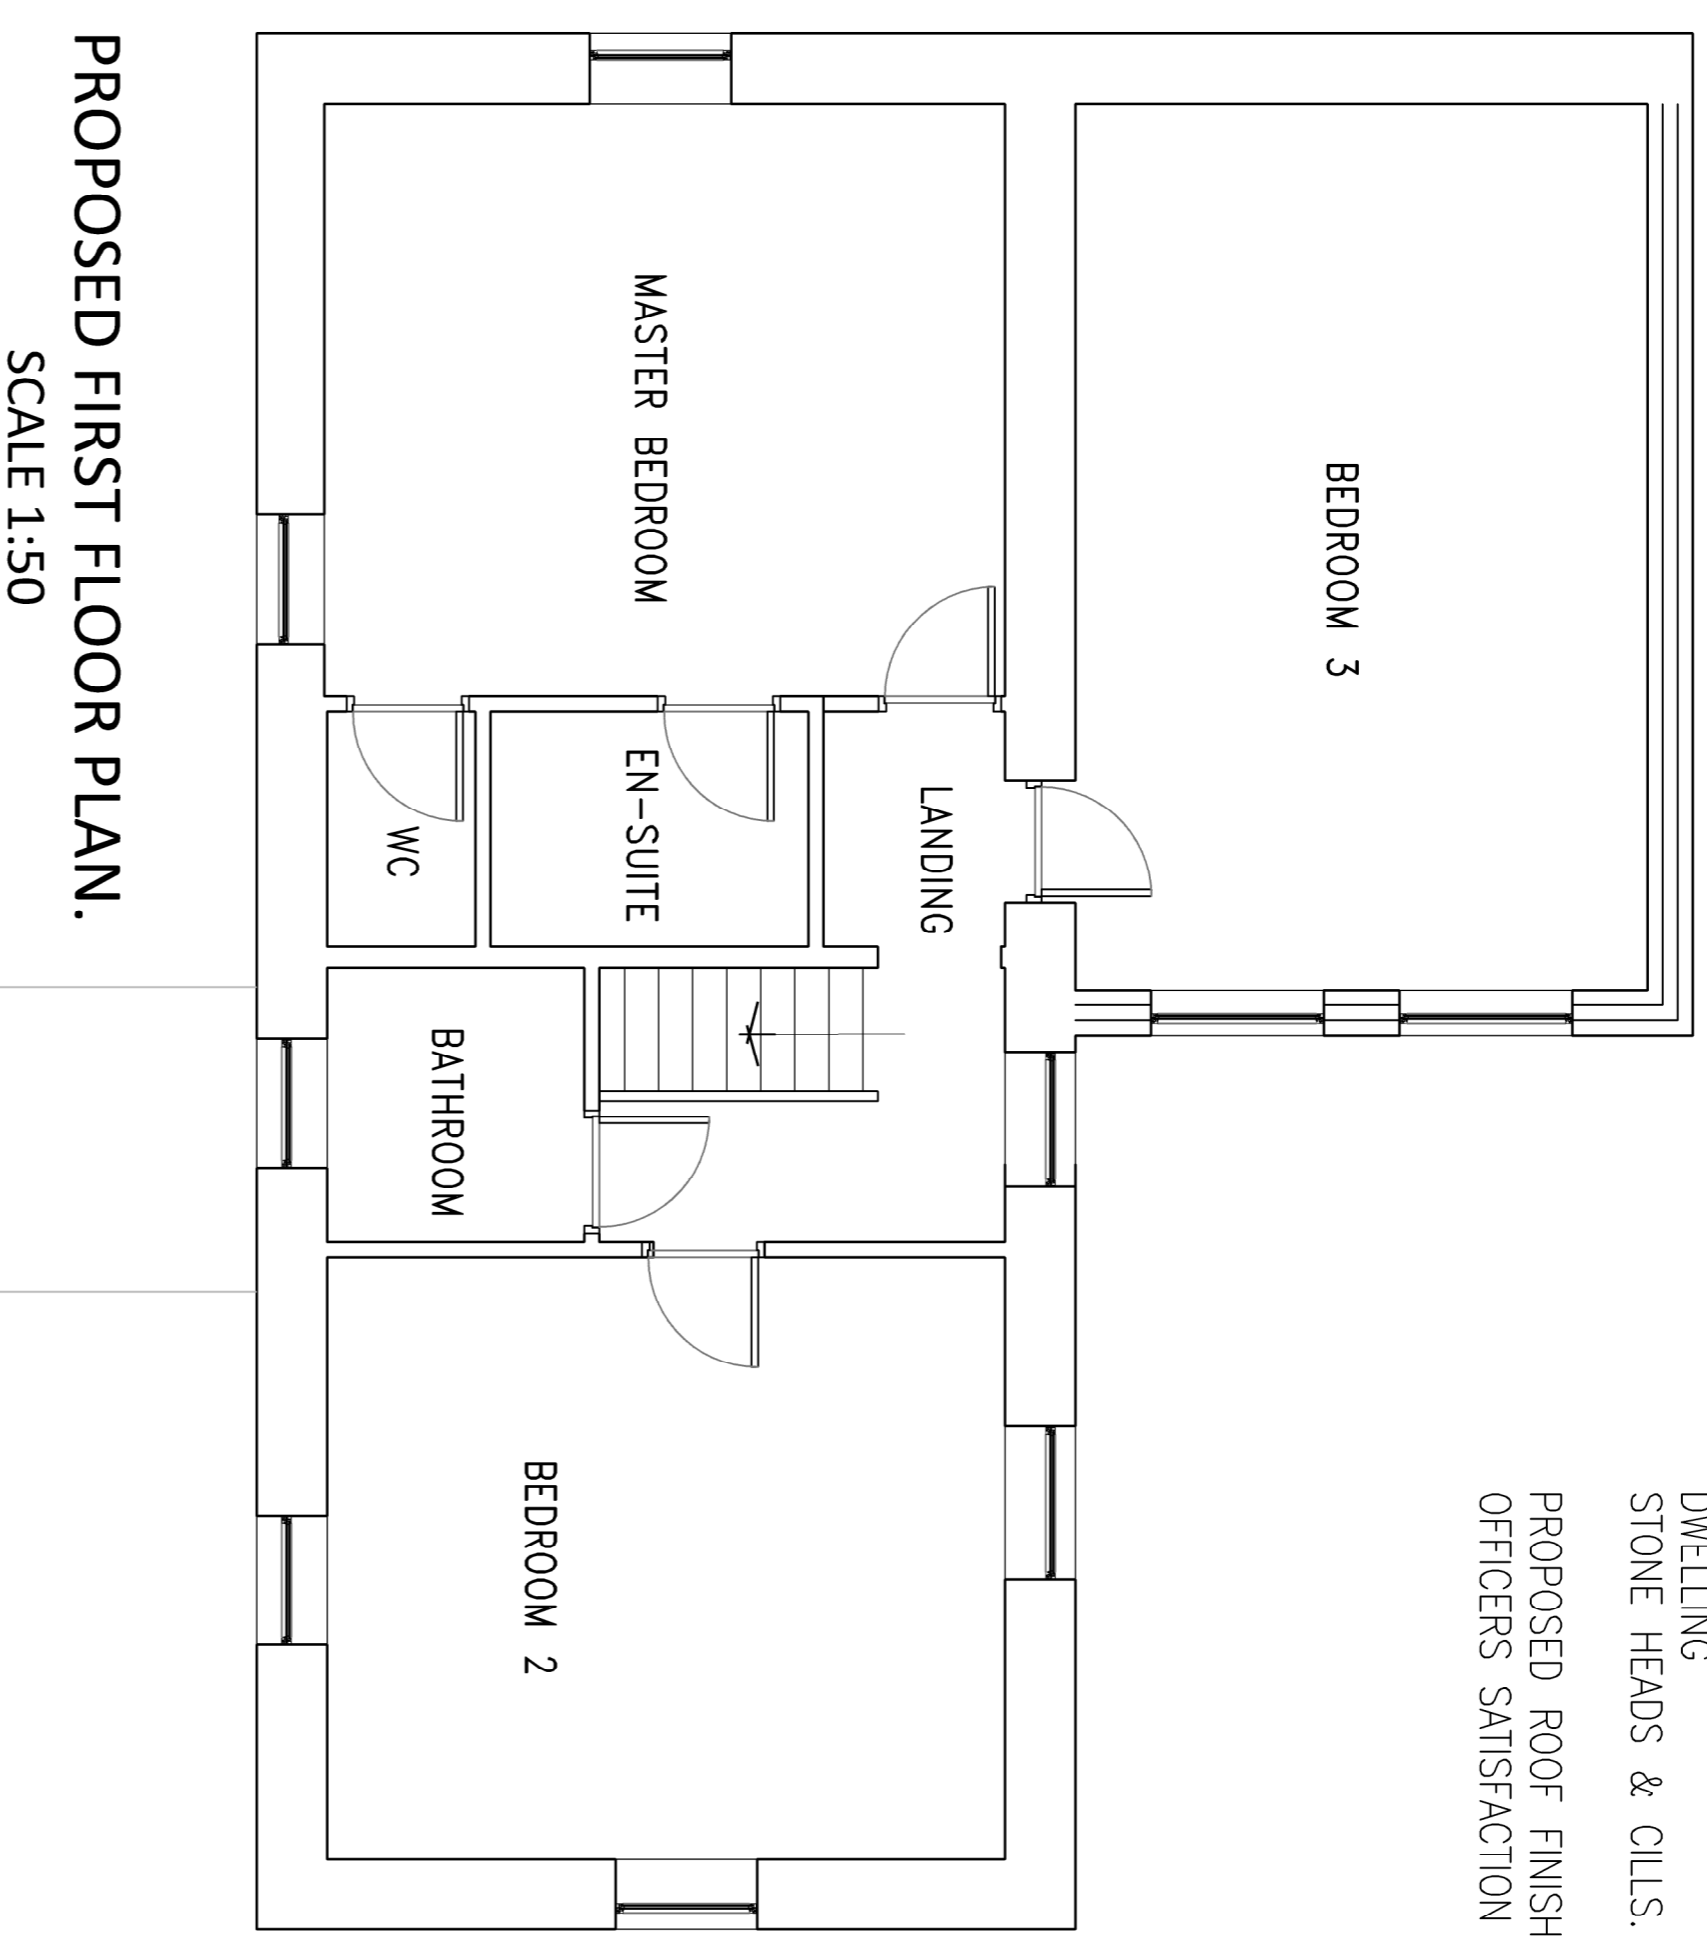 DWELLING
STONE HEADS & CILLS.
PROPOSED ROOF FINISH
OFFICERS SATISFACTION
BEDROOM 3
LANDING
MASTER BEDROOM
EN-SUITE
WC
BATHROOM
BEDROOM 2
PROPOSED FIRST FLOOR PLAN.
SCALE 1:50